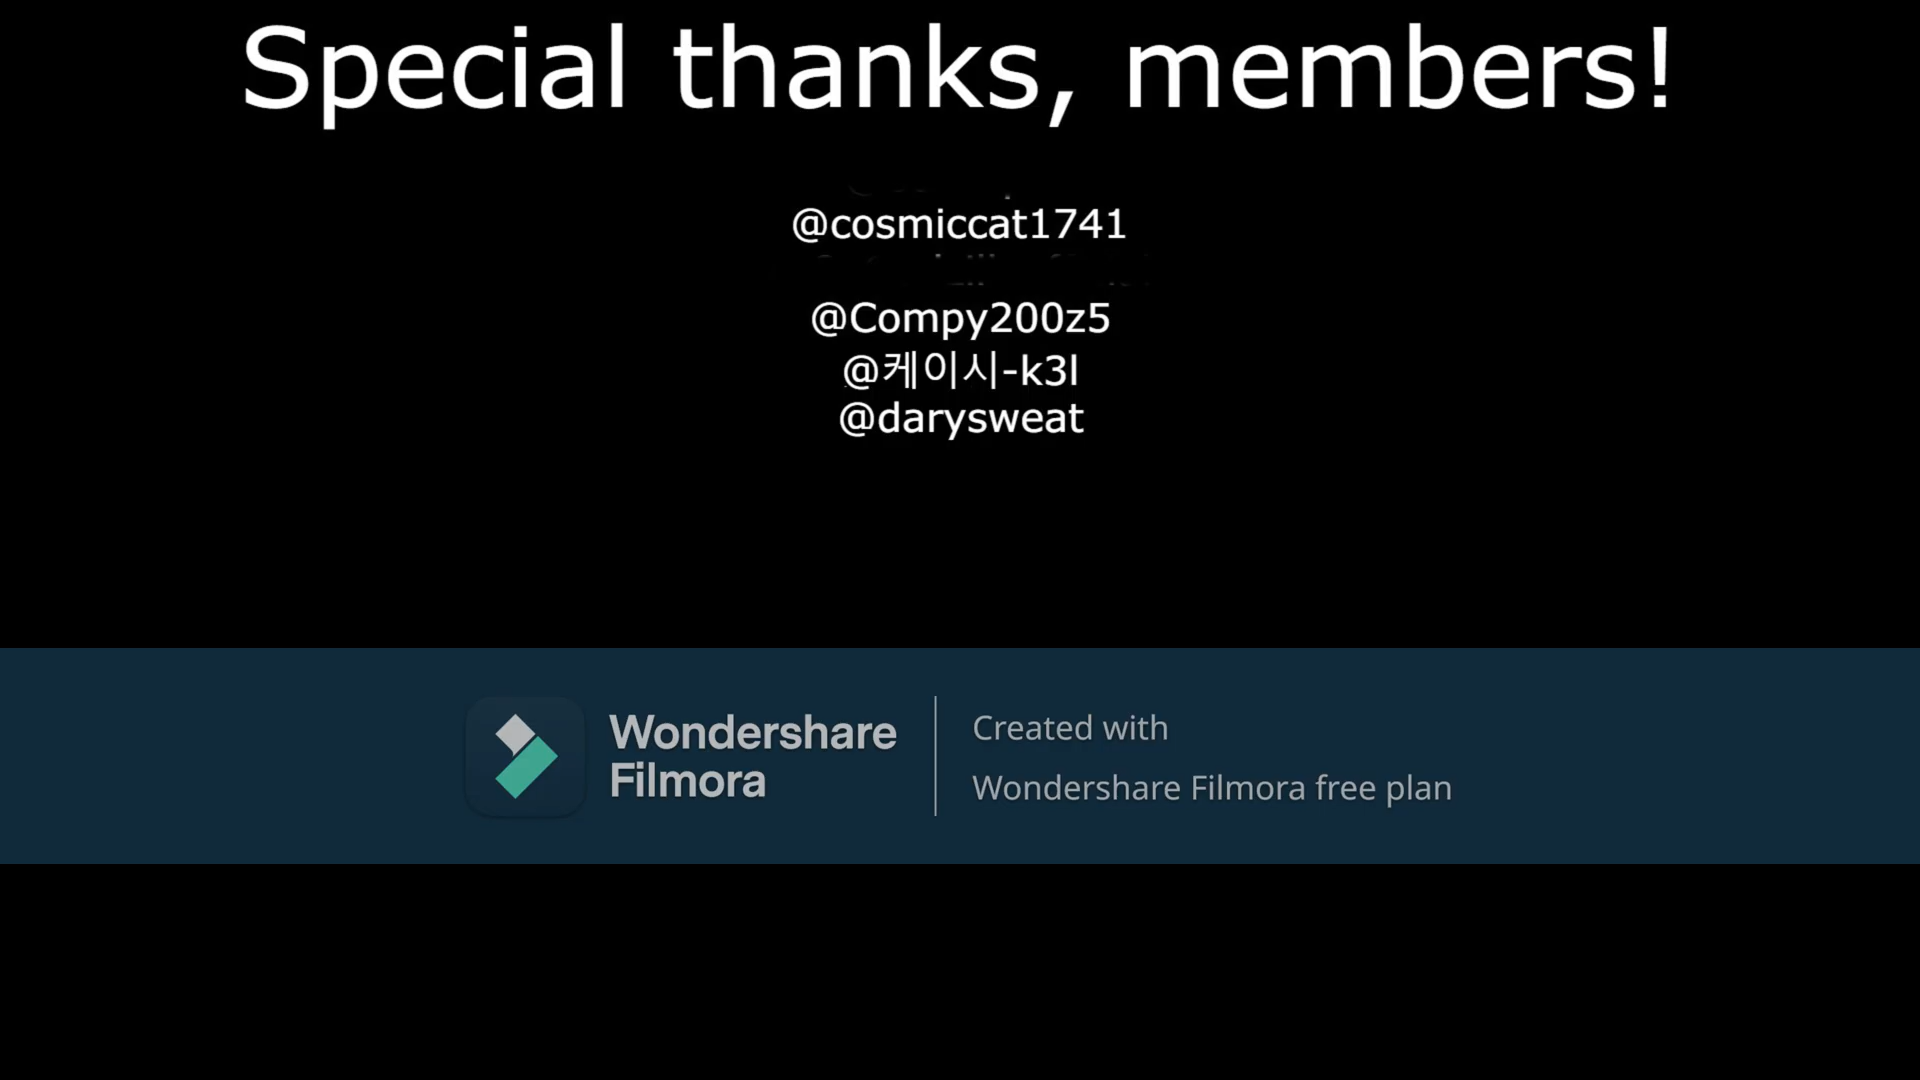 Special thanks, members!
@cosmiccat1741
@Compy200z5
@케이시-k3l
@darysweat
Wondershare
Filmora
Created with
Wondershare Filmora free plan